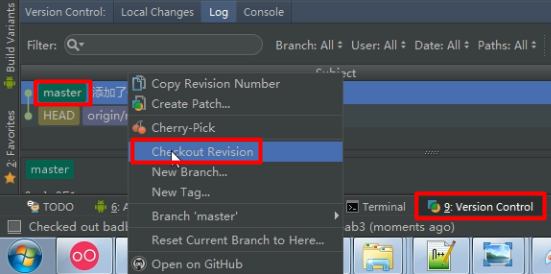 Version Control: Local Changes Log Console
Build Variants
Filter: Branch: All User: All Date: All Paths: All
Subject
Copy Revision Number
master 添加了
Create Patch...
HEAD origin/
Cherry-Pick
2: Favorites
Checkout Revision
master
New Branch...
New Tag...
TODO 6: Terminal 9: Version Control
Branch 'master'
Checked out ab3 (moments ago)
Reset Current Branch to Here...
Open on GitHub